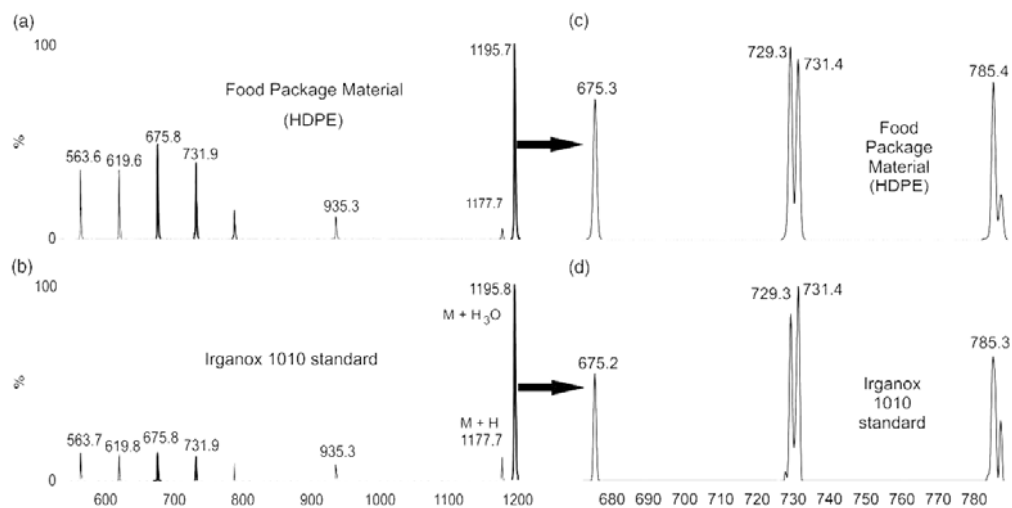 (a)
100
%
0
Food Package Material
(HDPE)
563.6
619.6
675.8
731.9
935.3
1177.7
1195.7
(c)
675.3
729.3
731.4
785.4
Food
Package
Material
(HDPE)
(b)
100
%
0
Irganox 1010 standard
563.7
619.8
675.8
731.9
935.3
1195.8
M + H3O
M + H
1177.7
600 700 800 900 1000 1100 1200
(d)
675.2
729.3
731.4
785.3
Irganox
1010
standard
680 690 700 710 720 730 740 750 760 770 780